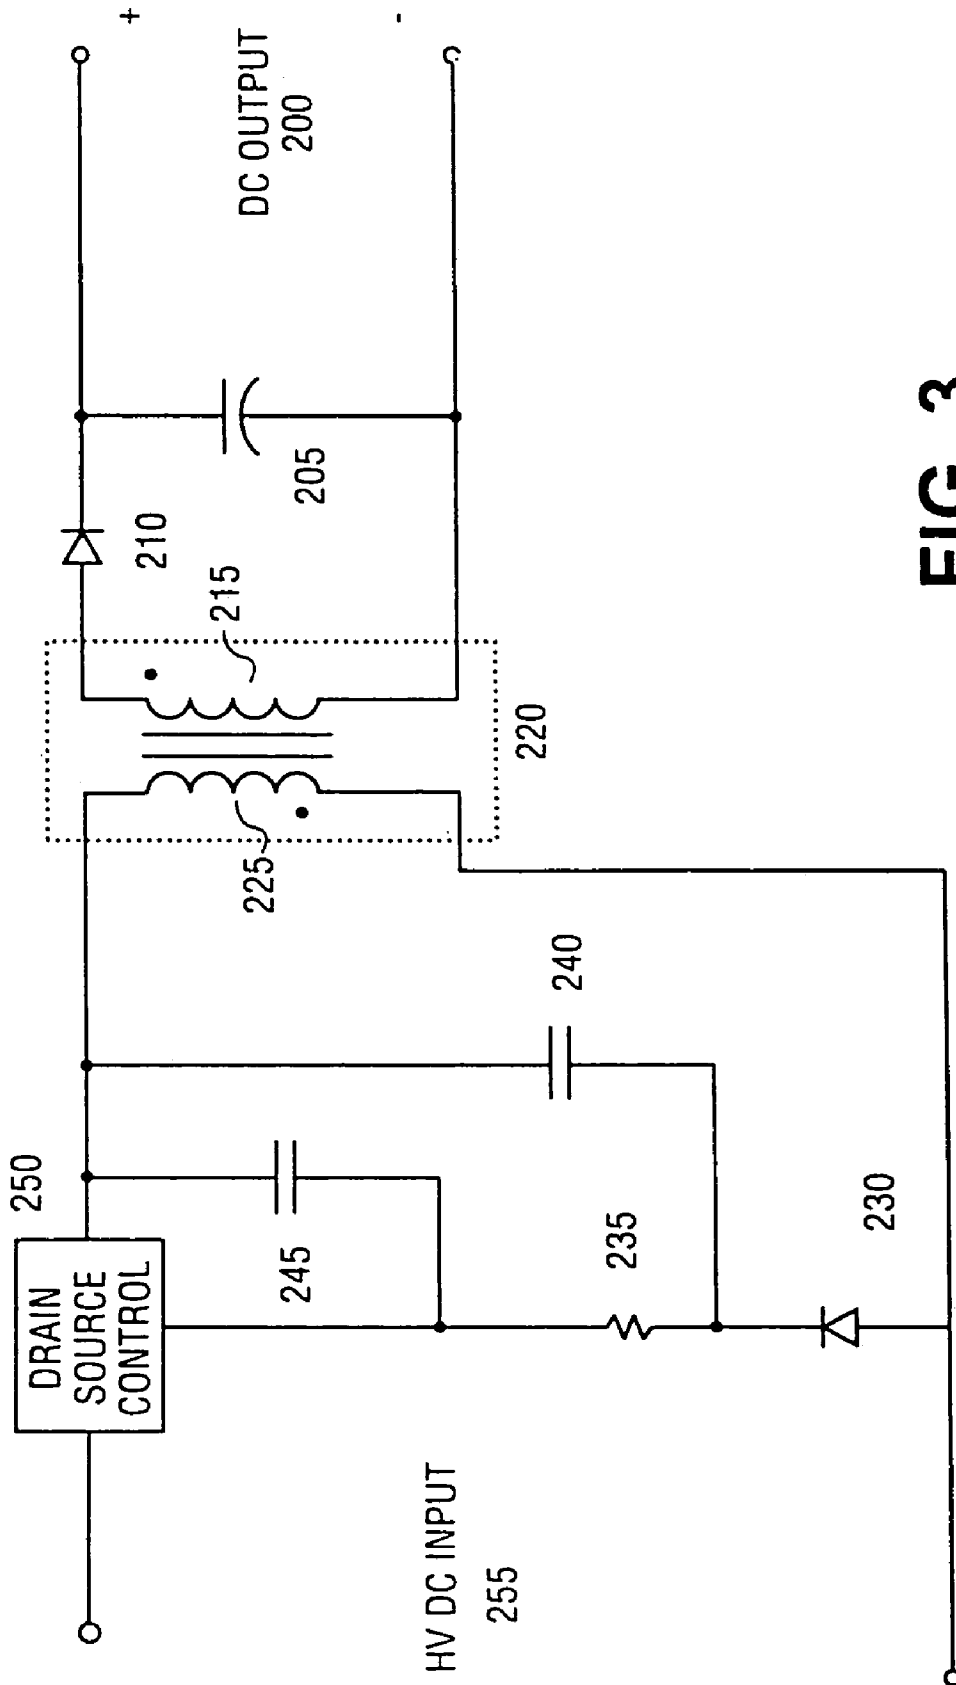 250
DRAIN
SOURCE
CONTROL
245
240
235
230
225
220
215
210
205
+
-
DC OUTPUT
200
HV DC INPUT
255
FIG. 3